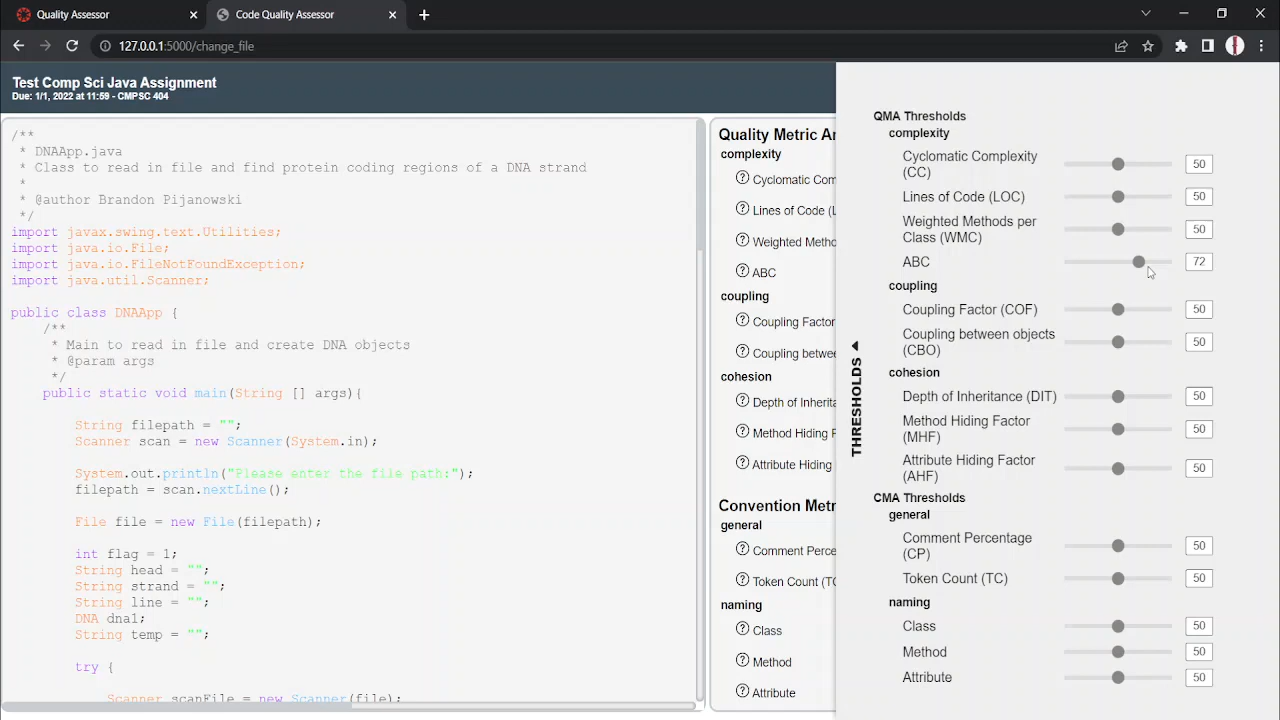 Quality Assessor
Code Quality Assessor
127.0.0.1:5000/change_file
Test Comp Sci Java Assignment
Due: 1/1, 2022 at 11:59 - CMPSC 404
/**
* DNAApp.java
* Class to read in file and find protein coding regions of a DNA strand
*
* @author Brandon Pijanowski
*/
import javax.swing.text.Utilities;
import java.io.File;
import java.io.FileNotFoundException;
import java.util.Scanner;
public class DNAApp {
/**
* Main to read in file and create DNA objects
* @param args
*/
public static void main(String [] args){
String filepath = "";
Scanner scan = new Scanner(System.in);
System.out.println("Please enter the file path:");
filepath = scan.nextLine();
File file = new File(filepath);
int flag = 1;
String head = "";
String strand = "";
String line = "";
DNA dna1;
String temp = "";
try {
Scanner scanFile = new Scanner(file);
Quality Metric An
complexity
Cyclomatic Com
Lines of Code (L
Weighted Metho
ABC
coupling
Coupling Factor
Coupling betwee
cohesion
Depth of Inherita
Method Hiding F
Attribute Hiding
Convention Metr
general
Comment Perce
Token Count (TC
naming
Class
Method
Attribute
THRESHOLDS
QMA Thresholds
complexity
Cyclomatic Complexity
(CC)
50
Lines of Code (LOC)
50
Weighted Methods per
Class (WMC)
50
ABC
72
coupling
Coupling Factor (COF)
50
Coupling between objects
(CBO)
50
cohesion
Depth of Inheritance (DIT)
50
Method Hiding Factor
(MHF)
50
Attribute Hiding Factor
(AHF)
50
CMA Thresholds
general
Comment Percentage
(CP)
50
Token Count (TC)
50
naming
Class
50
Method
50
Attribute
50